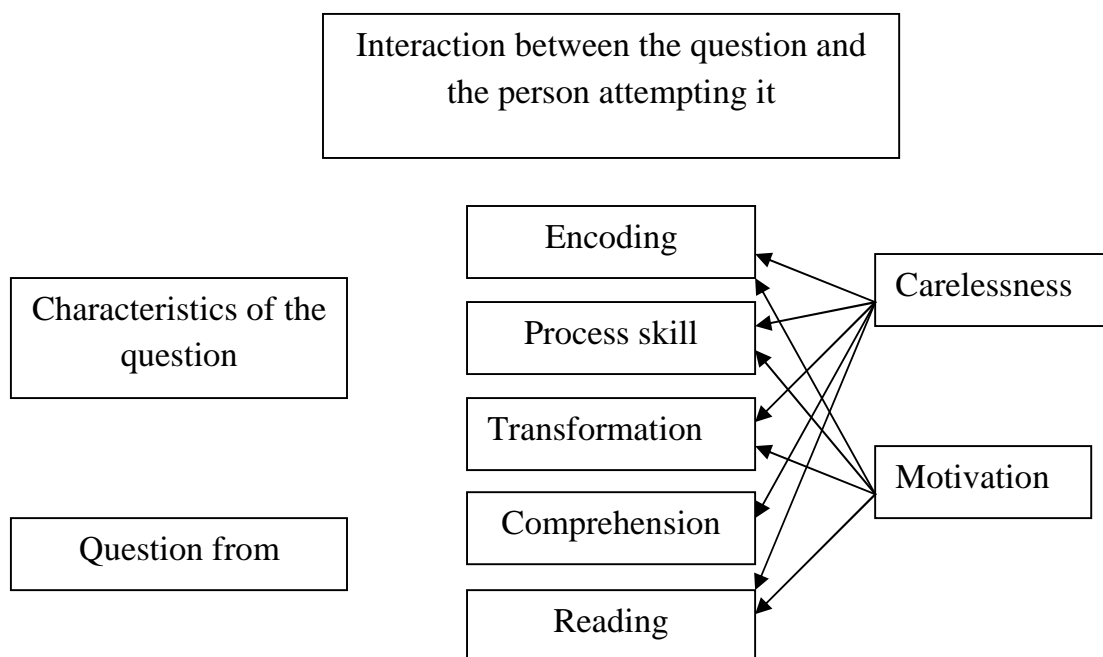 Interaction between the question and
the person attempting it
Encoding
Carelessness
Characteristics of the
question
Process skill
Transformation
Motivation
Comprehension
Question from
Reading